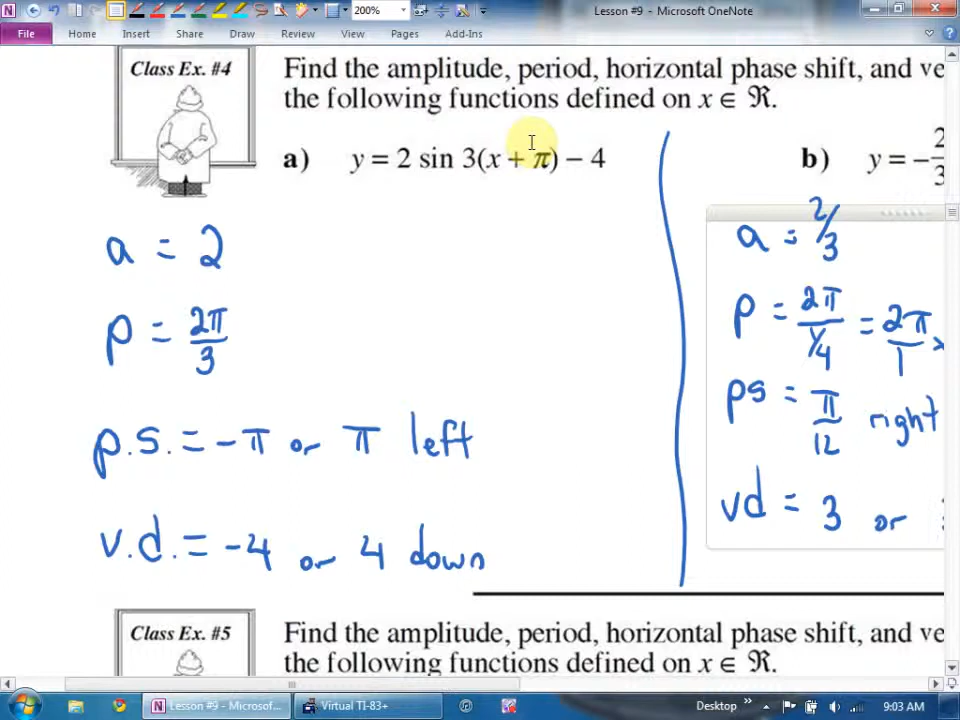 200%
Lesson #9 - Microsoft OneNote
File Home Insert Share Draw Review View Pages Add-Ins
Class Ex. #4
Find the amplitude, period, horizontal phase shift, and ve
the following functions defined on x ∈ ℜ.
a) y = 2 sin 3(x + π) − 4
b) y = −2/3
a = 2
p = 2π/3
p.s. = -π or π left
v.d. = -4 or 4 down
a = 2/3
p = 2π/(1/4) = 2π/1 ×
ps = π/12 right
vd = 3 or
Class Ex. #5
Find the amplitude, period, horizontal phase shift, and ve
the following functions defined on x ∈ ℜ.
Lesson #9 - Microsof...
Virtual TI-83+
Desktop
9:03 AM